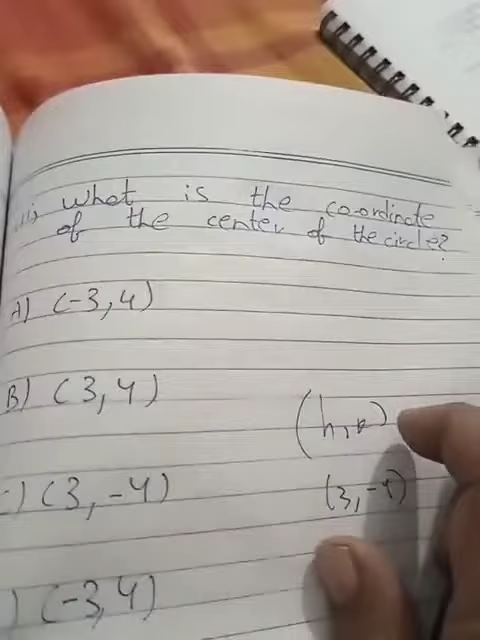 ii) What is the co-ordinate
of the center of the circle?
A) (-3, 4)
B) (3, 4)
(h, k)
C) (3, -4)
(3, -4)
) (-3, 4)